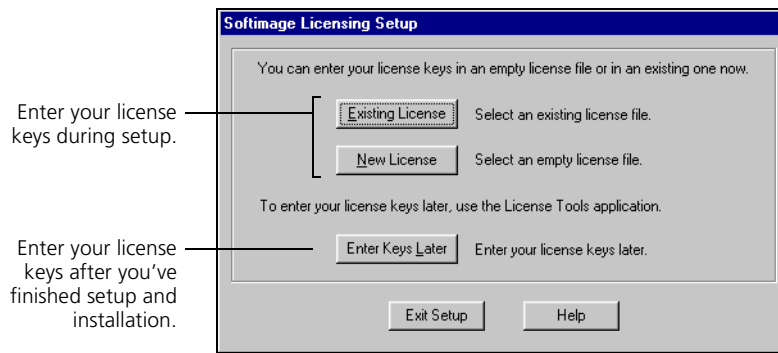 Softimage Licensing Setup
You can enter your license keys in an empty license file or in an existing one now.
Enter your license
keys during setup.
Existing License
Select an existing license file.
New License
Select an empty license file.
To enter your license keys later, use the License Tools application.
Enter your license
keys after you’ve
finished setup and
installation.
Enter Keys Later
Enter your license keys later.
Exit Setup
Help